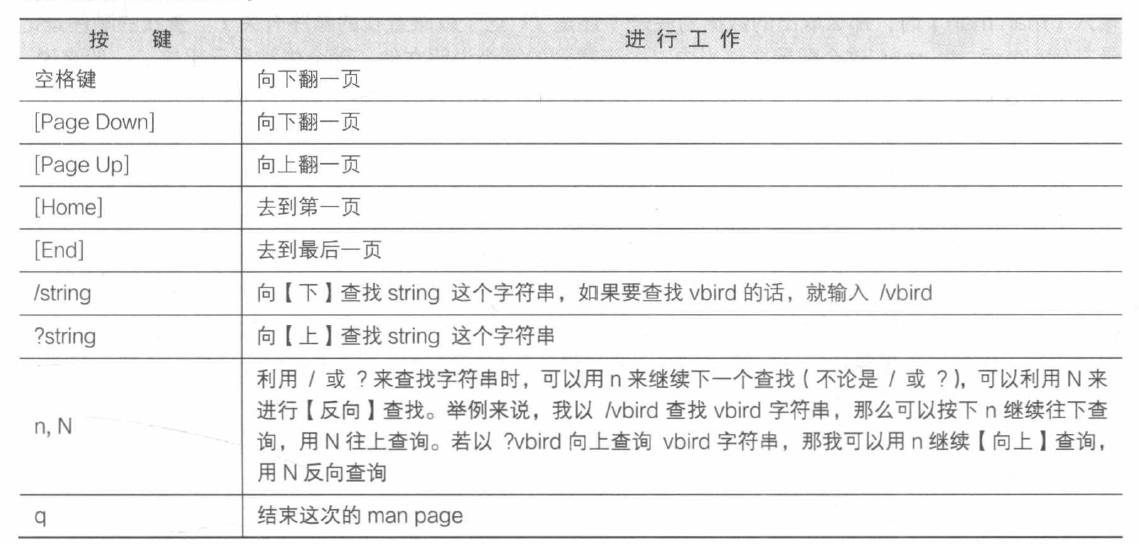 按 键 进行工作
空格键 向下翻一页
[Page Down] 向下翻一页
[Page Up] 向上翻一页
[Home] 去到第一页
[End] 去到最后一页
/string 向【下】查找 string 这个字符串，如果要查找 vbird 的话，就输入 /vbird
?string 向【上】查找 string 这个字符串
n, N
利用 / 或 ? 来查找字符串时，可以用 n 来继续下一个查找（不论是 / 或 ?），可以利用 N 来
进行【反向】查找。举例来说，我以 /vbird 查找 vbird 字符串，那么可以按下 n 继续往下查
询，用 N 往上查询。若以 ?vbird 向上查询 vbird 字符串，那我可以用 n 继续【向上】查询，
用 N 反向查询
q 结束这次的 man page